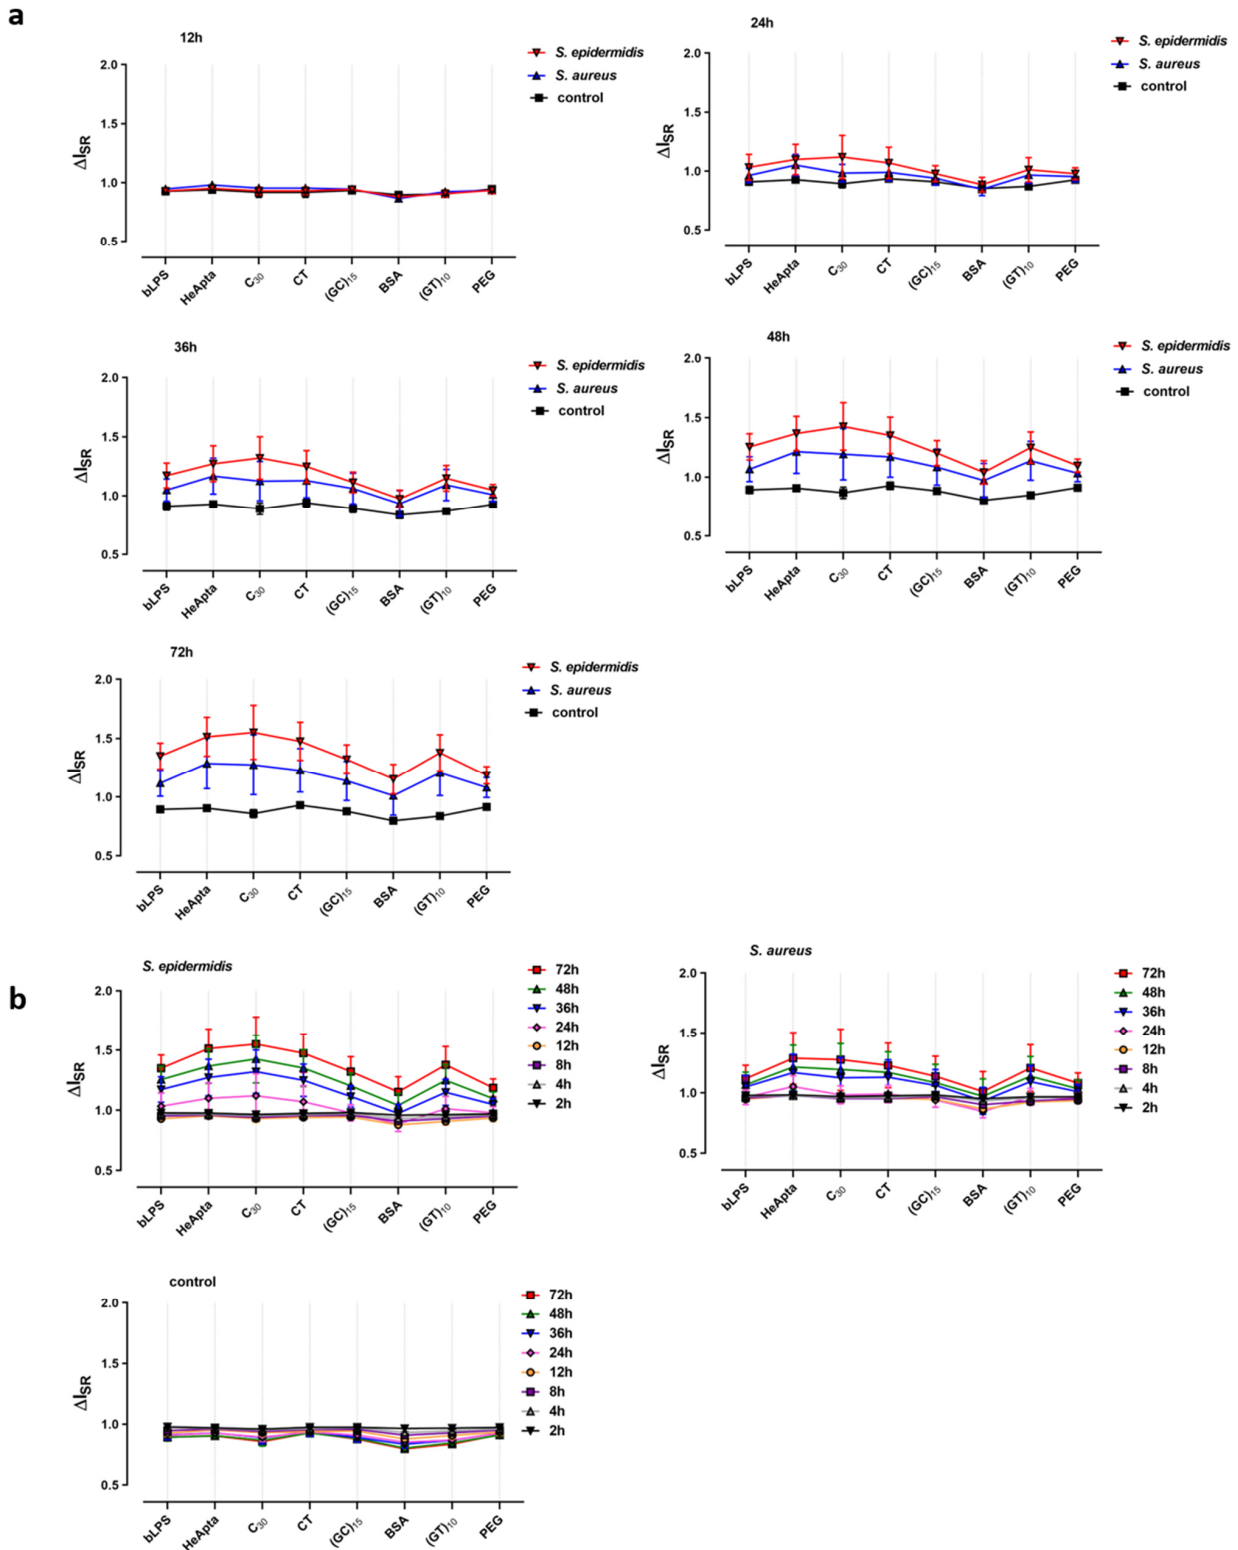 a
12h
S. epidermidis
S. aureus
control
2.0
1.5
1.0
0.5
ΔI_SR
bLPS
HeApta
C₃₀
CT
(GC)₁₅
BSA
(GT)₁₀
PEG
24h
S. epidermidis
S. aureus
control
2.0
1.5
1.0
0.5
ΔI_SR
bLPS
HeApta
C₃₀
CT
(GC)₁₅
BSA
(GT)₁₀
PEG
36h
S. epidermidis
S. aureus
control
2.0
1.5
1.0
0.5
ΔI_SR
bLPS
HeApta
C₃₀
CT
(GC)₁₅
BSA
(GT)₁₀
PEG
48h
S. epidermidis
S. aureus
control
2.0
1.5
1.0
0.5
ΔI_SR
bLPS
HeApta
C₃₀
CT
(GC)₁₅
BSA
(GT)₁₀
PEG
72h
S. epidermidis
S. aureus
control
2.0
1.5
1.0
0.5
ΔI_SR
bLPS
HeApta
C₃₀
CT
(GC)₁₅
BSA
(GT)₁₀
PEG
b
S. epidermidis
72h
48h
36h
24h
12h
8h
4h
2h
2.0
1.5
1.0
0.5
ΔI_SR
bLPS
HeApta
C₃₀
CT
(GC)₁₅
BSA
(GT)₁₀
PEG
S. aureus
72h
48h
36h
24h
12h
8h
4h
2h
2.0
1.5
1.0
0.5
ΔI_SR
bLPS
HeApta
C₃₀
CT
(GC)₁₅
BSA
(GT)₁₀
PEG
control
72h
48h
36h
24h
12h
8h
4h
2h
2.0
1.5
1.0
0.5
ΔI_SR
bLPS
HeApta
C₃₀
CT
(GC)₁₅
BSA
(GT)₁₀
PEG